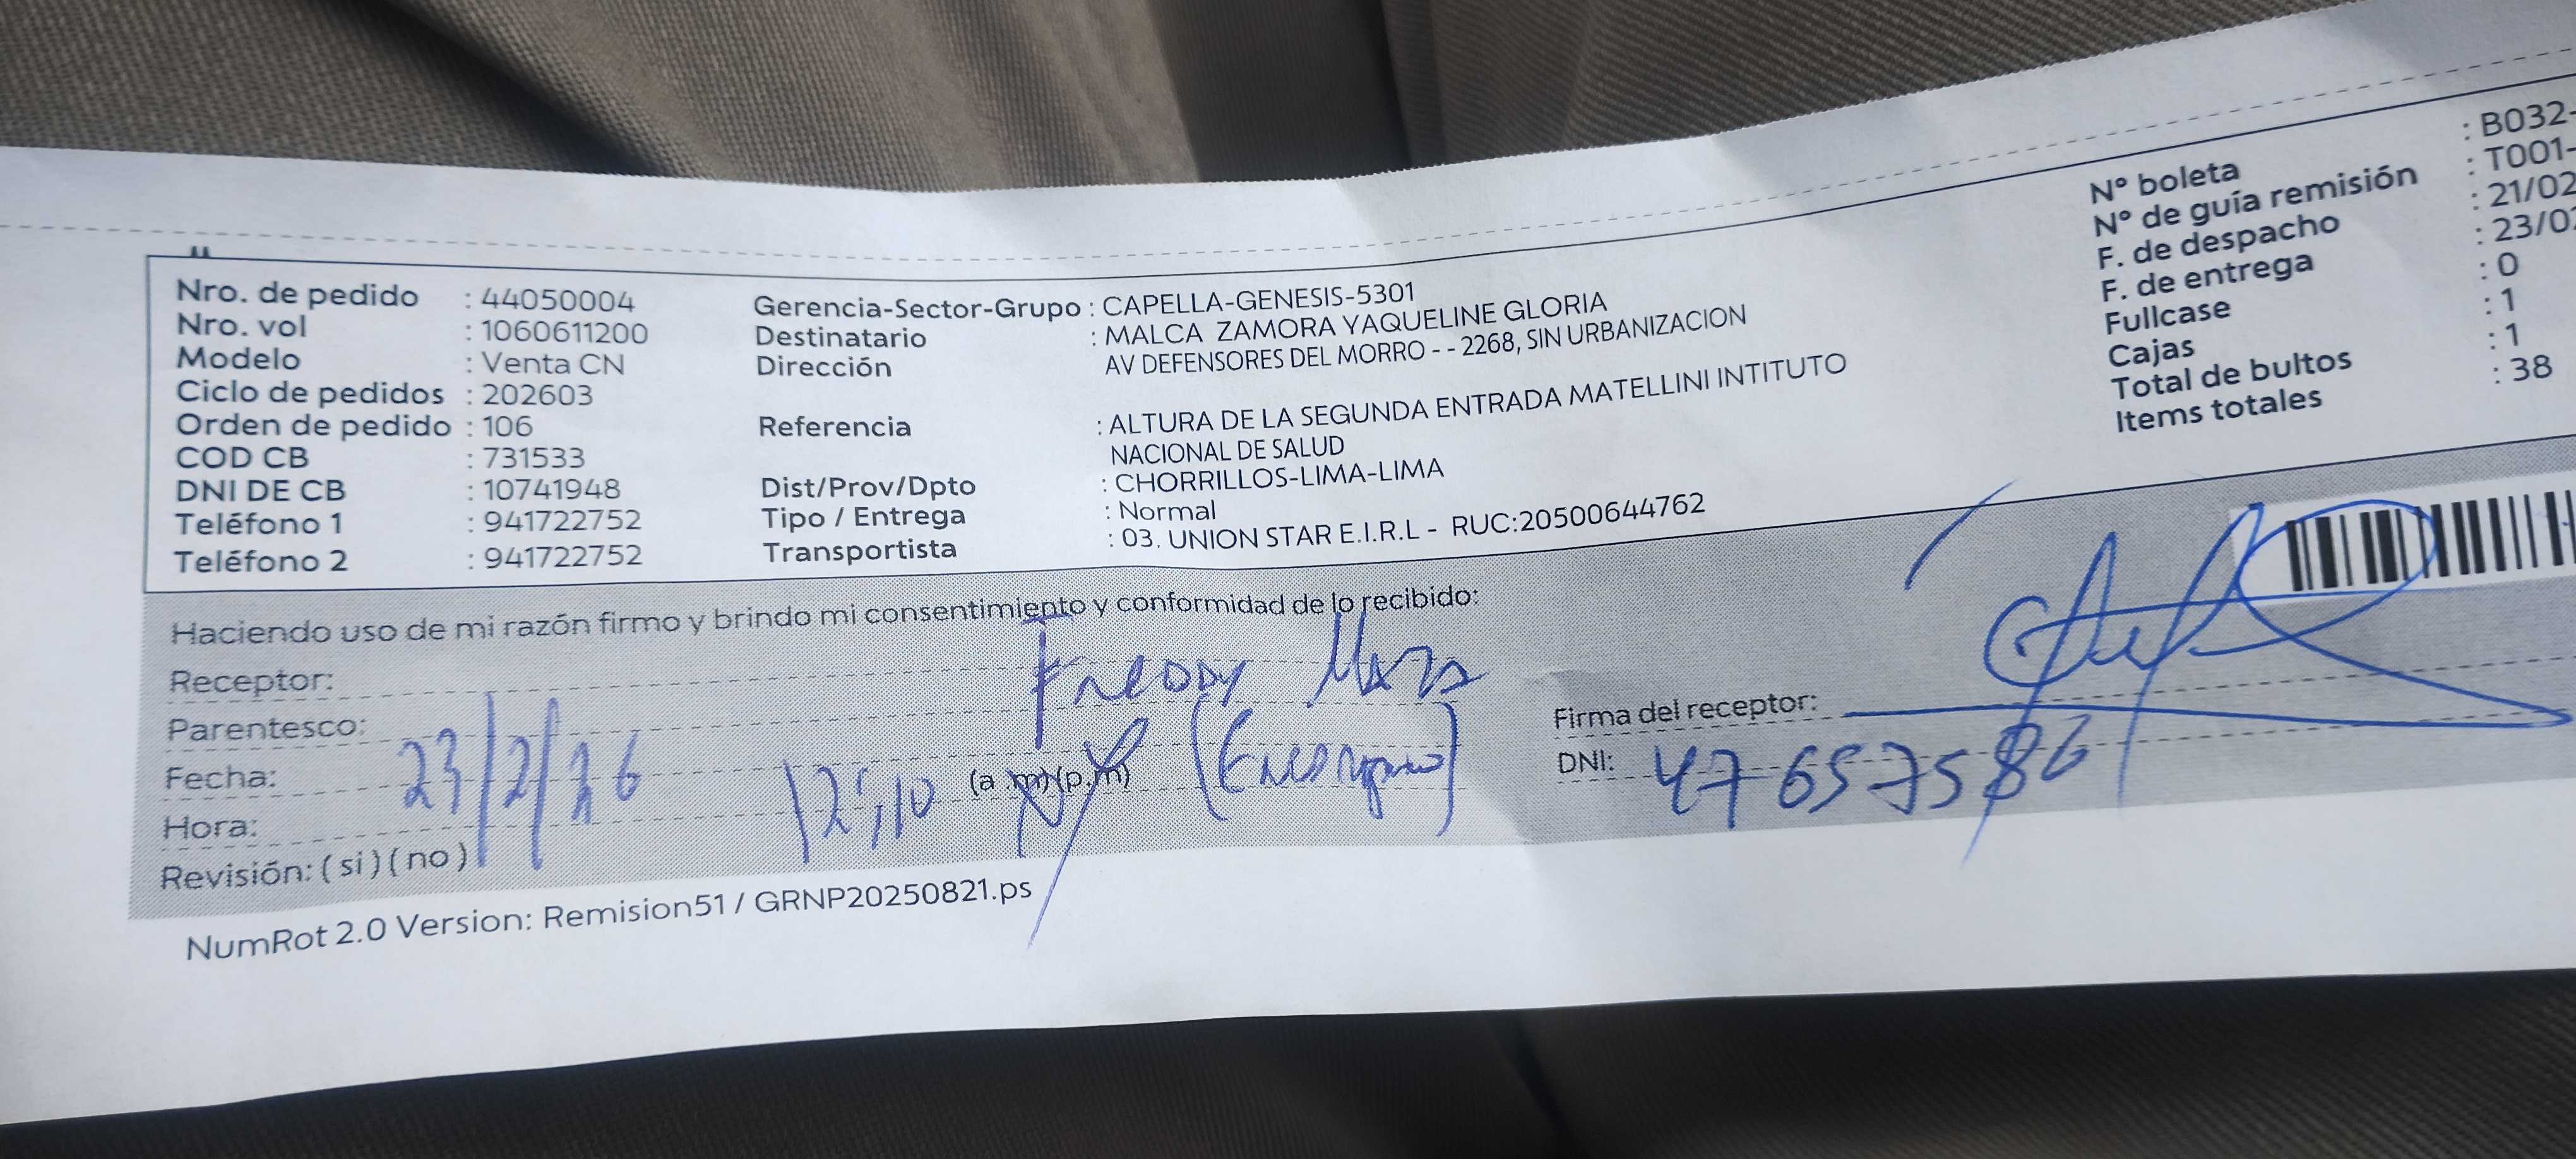 Nro. de pedido : 44050004
Nro. vol : 1060611200
Modelo : Venta CN
Ciclo de pedidos : 202603
Orden de pedido : 106
COD CB : 731533
DNI DE CB : 10741948
Teléfono 1 : 941722752
Teléfono 2 : 941722752
Gerencia-Sector-Grupo : CAPELLA-GENESIS-5301
Destinatario : MALCA ZAMORA YAQUELINE GLORIA
Dirección AV DEFENSORES DEL MORRO - - 2268, SIN URBANIZACION
Referencia : ALTURA DE LA SEGUNDA ENTRADA MATELLINI INTITUTO
NACIONAL DE SALUD
Dist/Prov/Dpto : CHORRILLOS-LIMA-LIMA
Tipo / Entrega : Normal
Transportista : 03. UNION STAR E.I.R.L - RUC:20500644762
N° boleta : B032-
N° de guía remisión : T001-
F. de despacho : 21/02
F. de entrega : 23/02
Fullcase : 0
Cajas : 1
Total de bultos : 1
Items totales : 38
Haciendo uso de mi razón firmo y brindo mi consentimiento y conformidad de lo recibido:
Receptor: Freddy
Parentesco:
Fecha: 23/2/26
Hora: 12:10 (a.m)(p.m)
Revisión: (si) (no)
Firma del receptor:
DNI: 47657586
NumRot 2.0 Version: Remision51 / GRNP20250821.ps